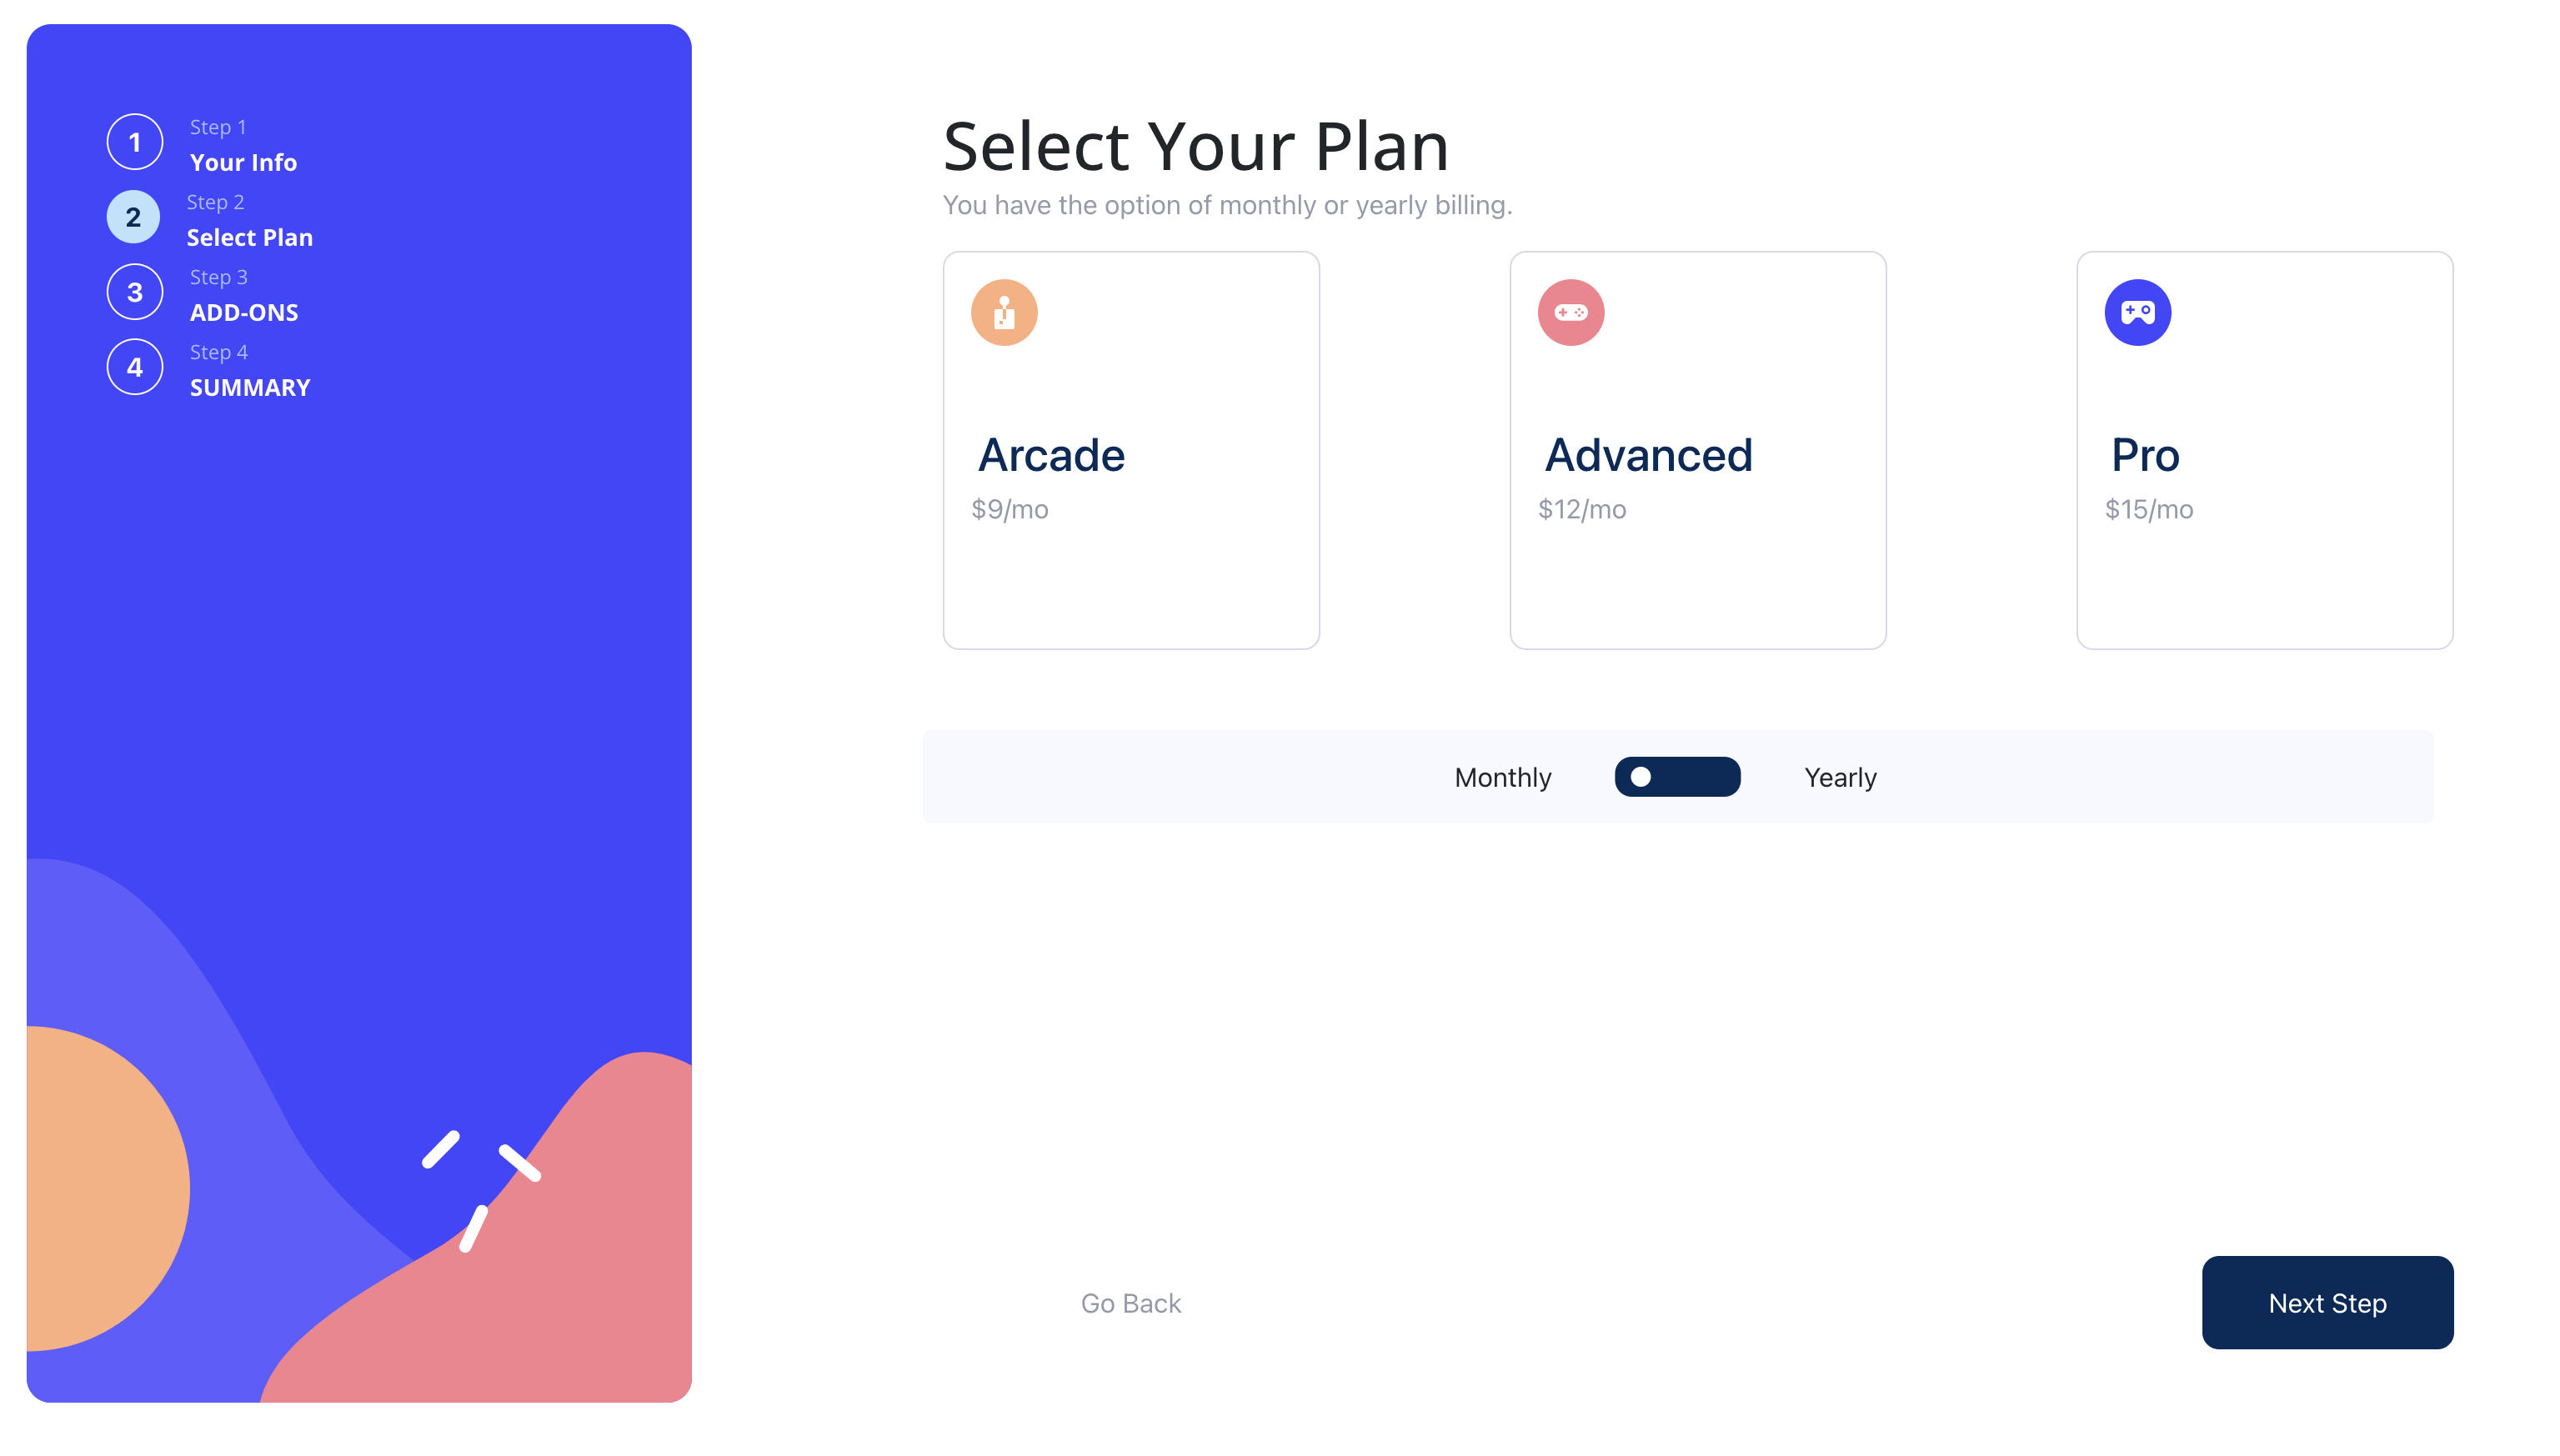 1
Step 1
Your Info
2
Step 2
Select Plan
3
Step 3
ADD-ONS
4
Step 4
SUMMARY
Select Your Plan
You have the option of monthly or yearly billing.
Arcade
$9/mo
Advanced
$12/mo
Pro
$15/mo
Monthly
Yearly
Go Back
Next Step